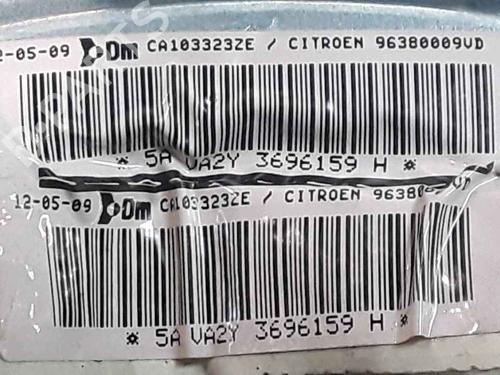 2-05-09 Dm CA103323ZE / CITROEN 96380009VD
* 5A VA2Y 3696159 H *
12-05-09 Dm CA103323ZE / CITROEN
* 5A VA2Y 3696159 H *